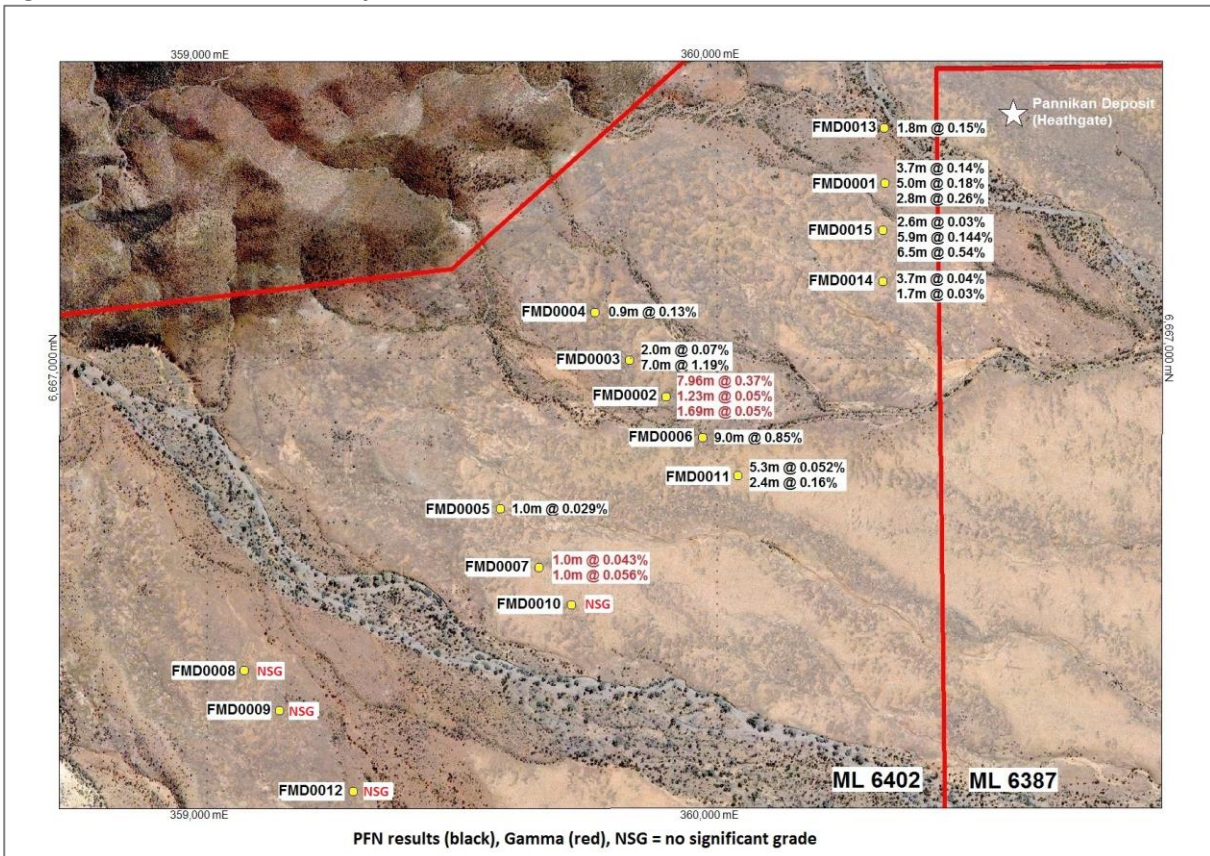 359,000 mE
360,000 mE
Pannikan Deposit
(Heathgate)
FMD0013
1.8m @ 0.15%
FMD0001
3.7m @ 0.14%
5.0m @ 0.18%
2.8m @ 0.26%
FMD0015
2.6m @ 0.03%
5.9m @ 0.144%
6.5m @ 0.54%
FMD0014
3.7m @ 0.04%
1.7m @ 0.03%
FMD0004
0.9m @ 0.13%
6,667,000 mN
6,667,000 mN
FMD0003
2.0m @ 0.07%
7.0m @ 1.19%
FMD0002
7.96m @ 0.37%
1.23m @ 0.05%
1.69m @ 0.05%
FMD0006
9.0m @ 0.85%
FMD0011
5.3m @ 0.052%
2.4m @ 0.16%
FMD0005
1.0m @ 0.029%
FMD0007
1.0m @ 0.043%
1.0m @ 0.056%
FMD0010
NSG
FMD0008
NSG
FMD0009
NSG
FMD0012
NSG
ML 6402
ML 6387
359,000 mE
360,000 mE
PFN results (black), Gamma (red), NSG = no significant grade